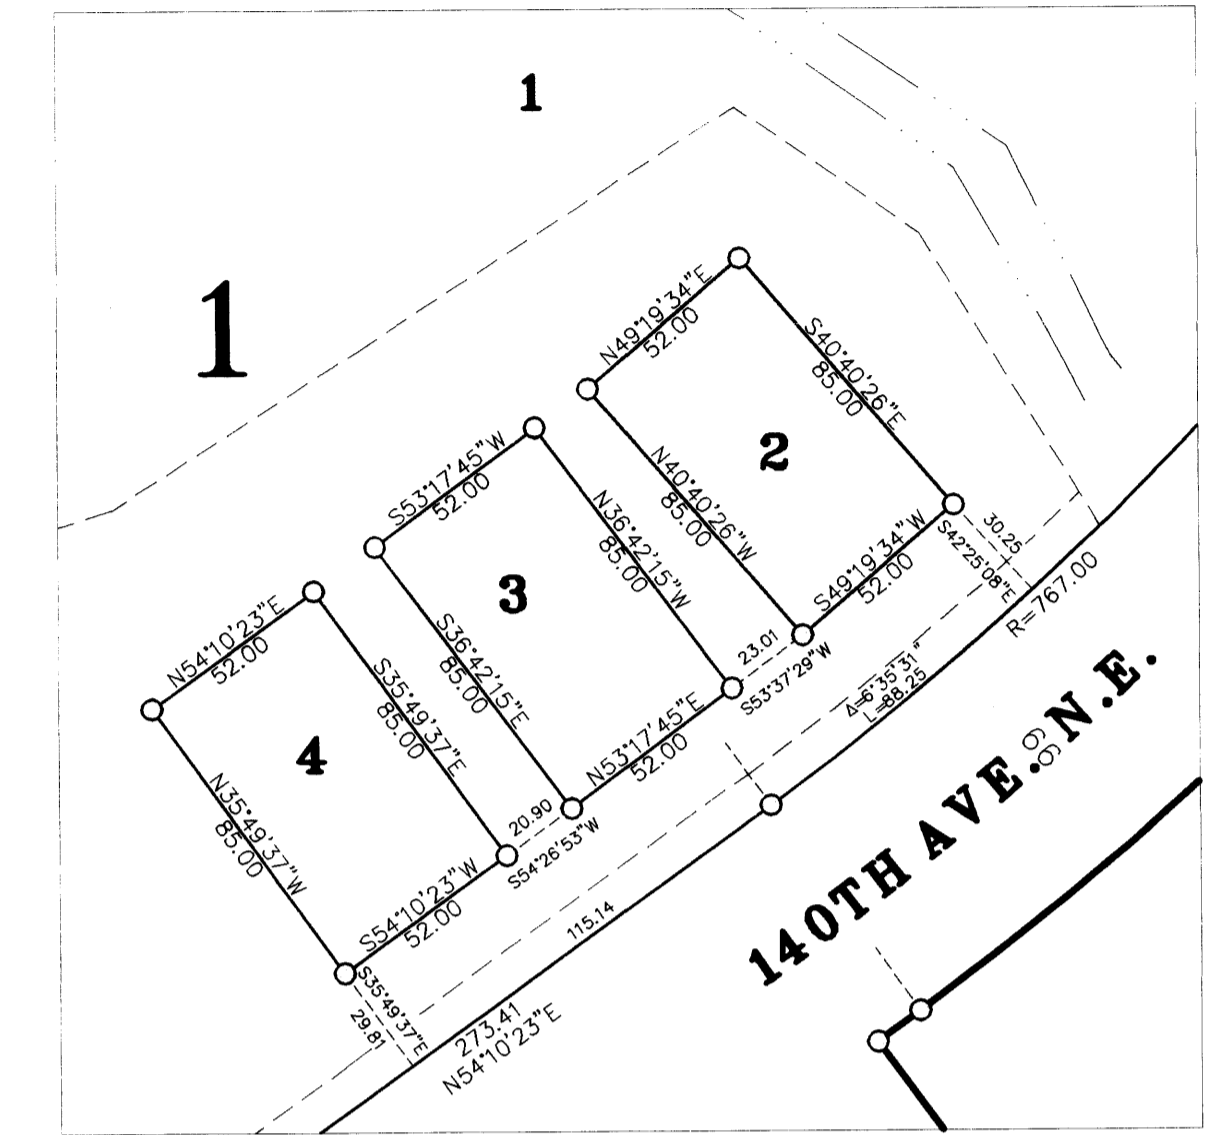 1
1
N49°19'34"E
52.00
S40°40'26"E
85.00
2
N40°40'26"W
85.00
S49°19'34"W
52.00
30.25
S42°25'08"E
S53°17'45"W
52.00
N36°42'15"W
85.00
3
S36°42'15"E
85.00
N53°17'45"E
52.00
23.01
S53°37'29"W
R=767.00
Δ=6°35'31"
L=88.25
N54°10'23"E
52.00
S35°49'37"E
85.00
4
N35°49'37"W
85.00
S54°10'23"W
52.00
20.90
S54°26'53"W
S35°49'37"E
29.81
115.14
273.41
N54°10'23"E
140TH AVE. N.E.
66